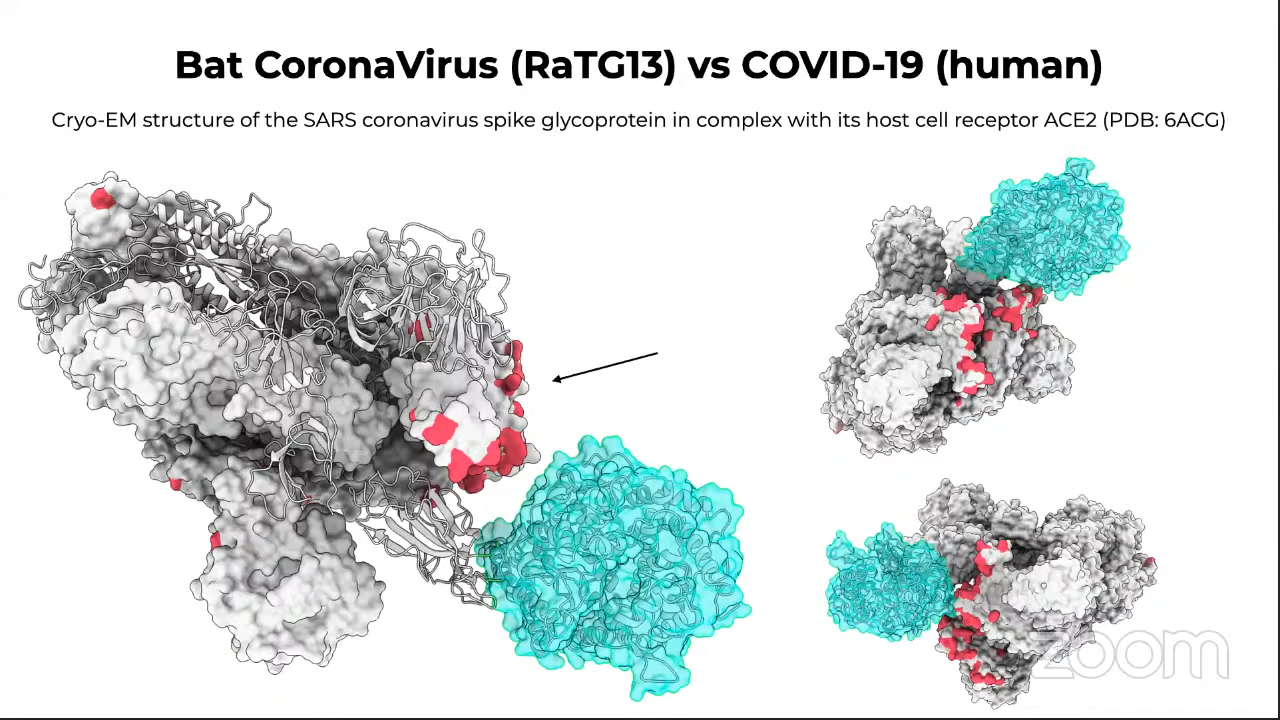 Bat CoronaVirus (RaTG13) vs COVID-19 (human)
Cryo-EM structure of the SARS coronavirus spike glycoprotein in complex with its host cell receptor ACE2 (PDB: 6ACG)
zoom